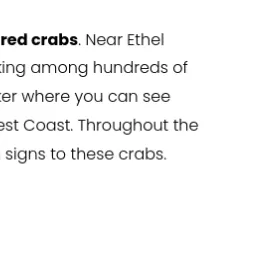 red crabs. Near Ethel
king among hundreds of
ter where you can see
est Coast. Throughout the
signs to these crabs.